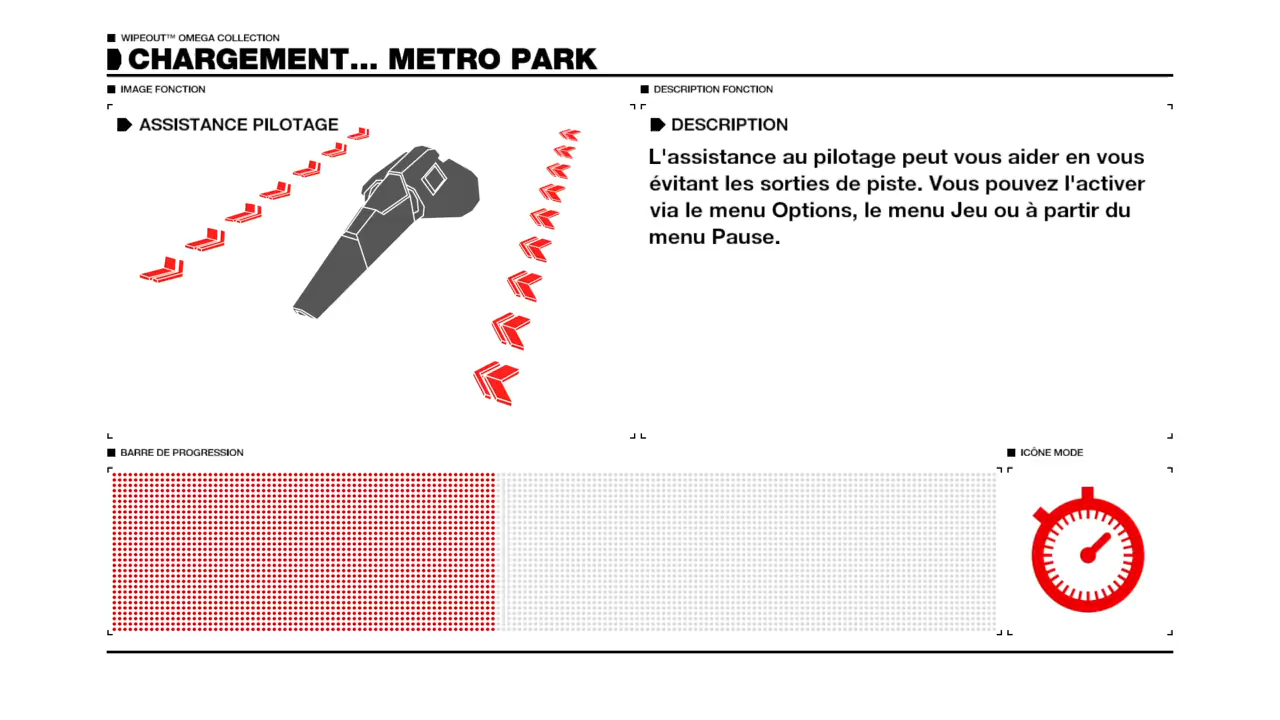 WIPEOUT™ OMEGA COLLECTION
CHARGEMENT... METRO PARK
IMAGE FONCTION
ASSISTANCE PILOTAGE
DESCRIPTION FONCTION
DESCRIPTION
L'assistance au pilotage peut vous aider en vous
évitant les sorties de piste. Vous pouvez l'activer
via le menu Options, le menu Jeu ou à partir du
menu Pause.
BARRE DE PROGRESSION
ICÔNE MODE